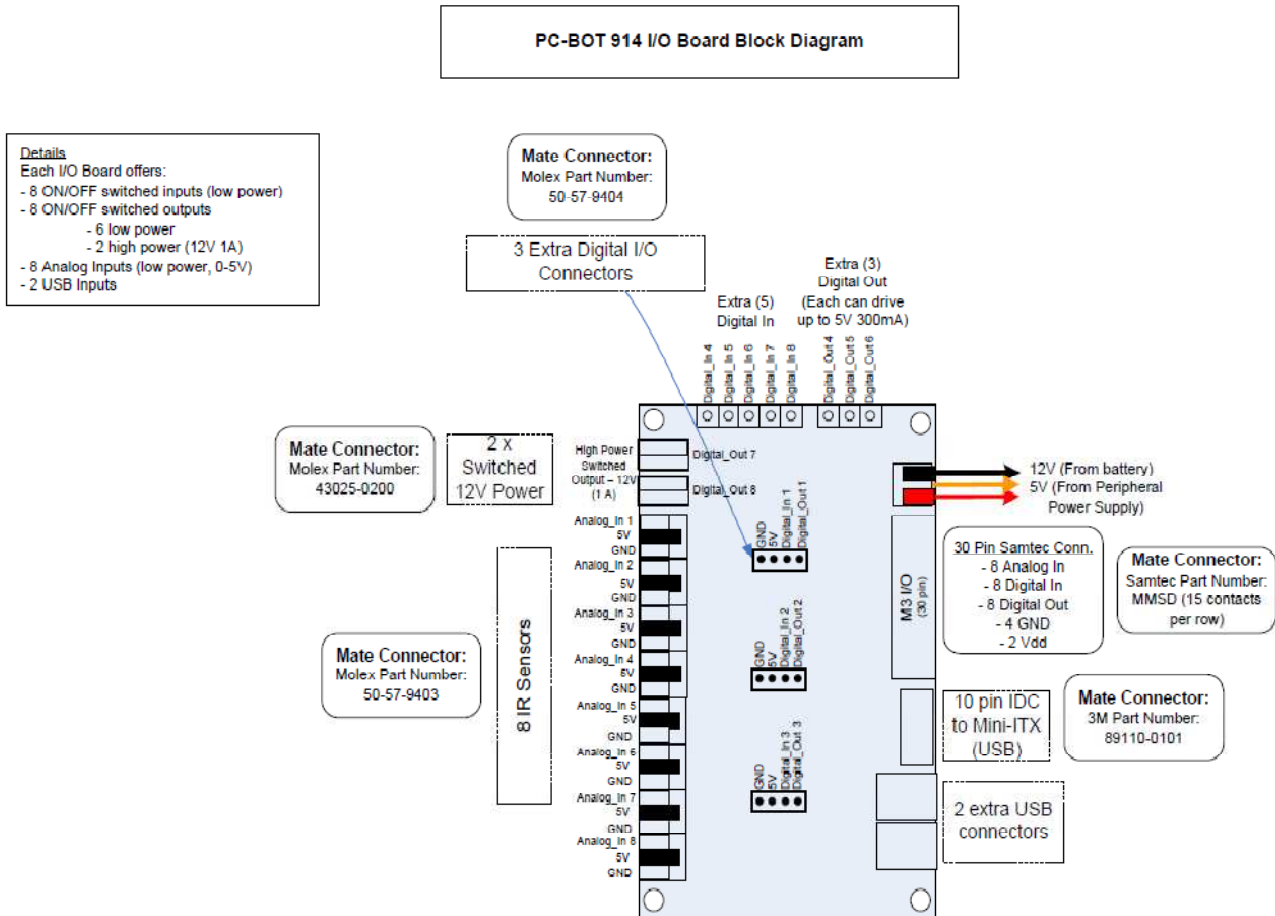 PC-BOT 914 I/O Board Block Diagram
Details
Each I/O Board offers:
- 8 ON/OFF switched inputs (low power)
- 8 ON/OFF switched outputs
- 6 low power
- 2 high power (12V 1A)
- 8 Analog Inputs (low power, 0-5V)
- 2 USB Inputs
Mate Connector:
Molex Part Number:
50-57-9404
3 Extra Digital I/O
Connectors
Extra (5)
Digital In
Extra (3)
Digital Out
(Each can drive
up to 5V 300mA)
Digital_In 4
Digital_In 5
Digital_In 6
Digital_In 7
Digital_In 8
Digital_Out 4
Digital_Out 5
Digital_Out 6
Mate Connector:
Molex Part Number:
43025-0200
2 x
Switched
12V Power
High Power
Switched
Output – 12V
(1 A)
Digital_Out 7
Digital_Out 8
12V (From battery)
5V (From Peripheral
Power Supply)
Analog_In 1
5V
GND
Analog_In 2
5V
GND
Analog_In 3
5V
GND
Analog_In 4
5V
GND
Analog_In 5
5V
GND
Analog_In 6
5V
GND
Analog_In 7
5V
GND
Analog_In 8
5V
GND
8 IR Sensors
Mate Connector:
Molex Part Number:
50-57-9403
GND
5V
Digital_In 1
Digital_Out 1
GND
5V
Digital_In 2
Digital_Out 2
GND
5V
Digital_In 3
Digital_Out 3
M3 I/O
(30 pin)
30 Pin Samtec Conn.
- 8 Analog In
- 8 Digital In
- 8 Digital Out
- 4 GND
- 2 Vdd
Mate Connector:
Samtec Part Number:
MMSD (15 contacts
per row)
10 pin IDC
to Mini-ITX
(USB)
Mate Connector:
3M Part Number:
89110-0101
2 extra USB
connectors